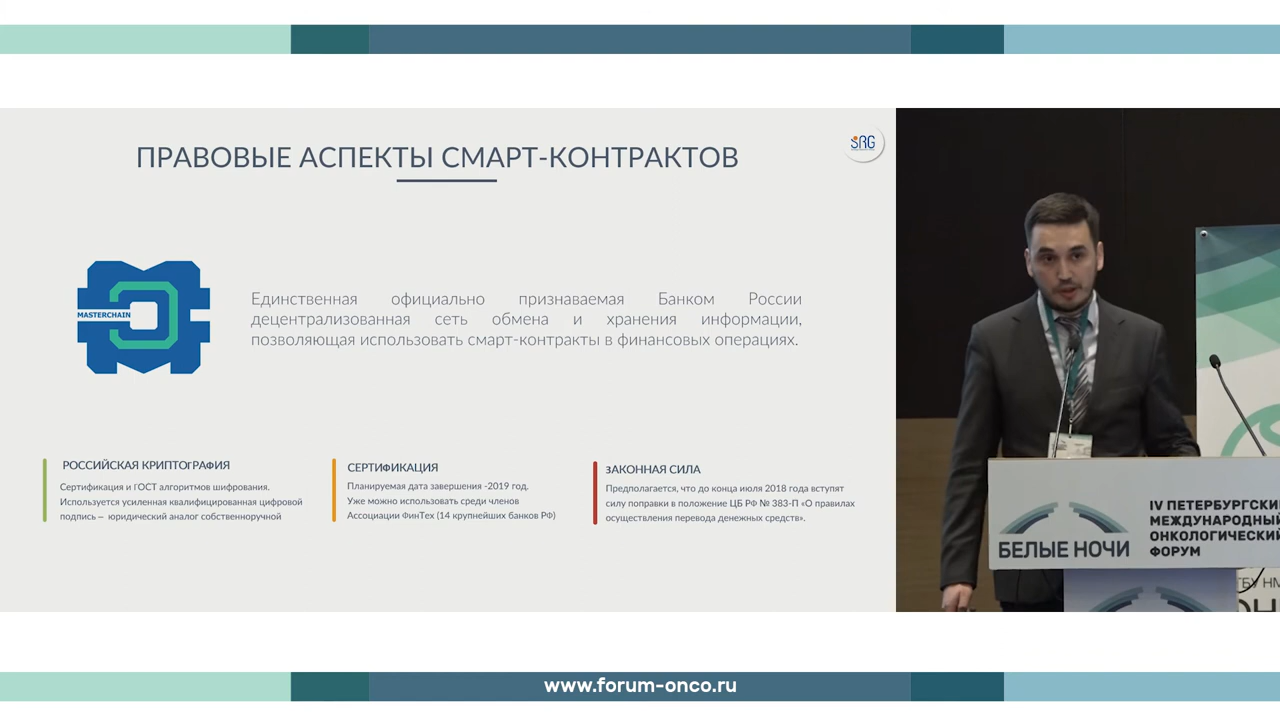 ПРАВОВЫЕ АСПЕКТЫ СМАРТ-КОНТРАКТОВ
SRG
MASTERCHAIN
Единственная официально признаваемая Банком России
децентрализованная сеть обмена и хранения информации,
позволяющая использовать смарт-контракты в финансовых операциях.
РОССИЙСКАЯ КРИПТОГРАФИЯ
Сертификация и ГОСТ алгоритмов шифрования.
Используется усиленная квалифицированная цифровой
подпись – юридический аналог собственноручной
СЕРТИФИКАЦИЯ
Планируемая дата завершения -2019 год.
Уже можно использовать среди членов
Ассоциации ФинТех (14 крупнейших банков РФ)
ЗАКОННАЯ СИЛА
Предполагается, что до конца июля 2018 года вступят
силу поправки в положение ЦБ РФ № 383-П «О правилах
осуществления перевода денежных средств».
БЕЛЫЕ НОЧИ
IV ПЕТЕРБУРГСКИ
МЕЖДУНАРОДНЫ
ОНКОЛОГИЧЕСКИЙ
ФОРУМ
ГБУ НМ
www.forum-onco.ru